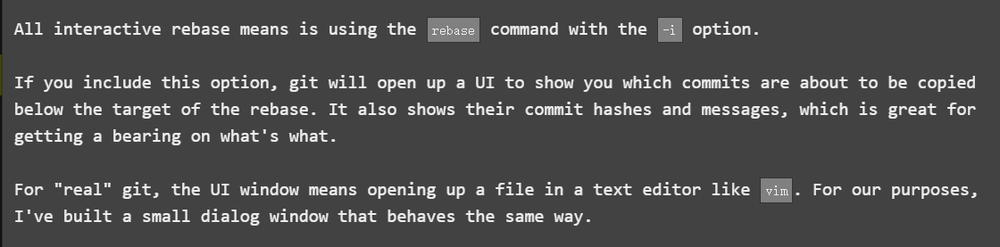 All interactive rebase means is using the rebase command with the -i option.
If you include this option, git will open up a UI to show you which commits are about to be copied
below the target of the rebase. It also shows their commit hashes and messages, which is great for
getting a bearing on what's what.
For "real" git, the UI window means opening up a file in a text editor like vim. For our purposes,
I've built a small dialog window that behaves the same way.